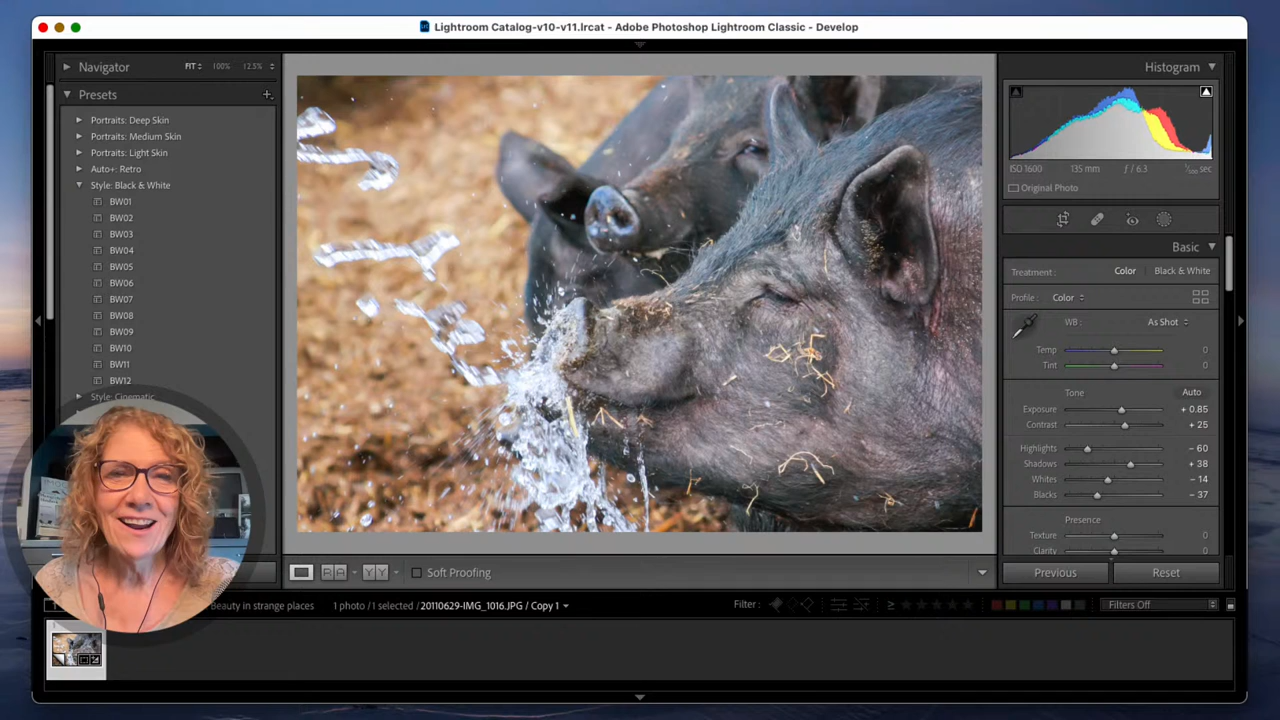 Lightroom Catalog-v10-v11.lrcat - Adobe Photoshop Lightroom Classic - Develop
Navigator FIT 100% 12.5%
Presets
Portraits: Deep Skin
Portraits: Medium Skin
Portraits: Light Skin
Auto+: Retro
Style: Black & White
BW01
BW02
BW03
BW04
BW05
BW06
BW07
BW08
BW09
BW10
BW11
BW12
Style: Cinematic
Histogram
ISO 1600 135 mm ƒ / 6.3 sec
Original Photo
Basic
Treatment: Color Black & White
Profile: Color
WB: As Shot
Temp 0
Tint 0
Tone Auto
Exposure + 0.85
Contrast + 25
Highlights - 60
Shadows + 38
Whites - 14
Blacks - 37
Presence
Texture 0
Clarity 0
Previous Reset
R A Y Y Soft Proofing
1 Beauty in strange places 1 photo / 1 selected / 20110629-IMG_1016.JPG / Copy 1 Filter: ≥ Filters Off